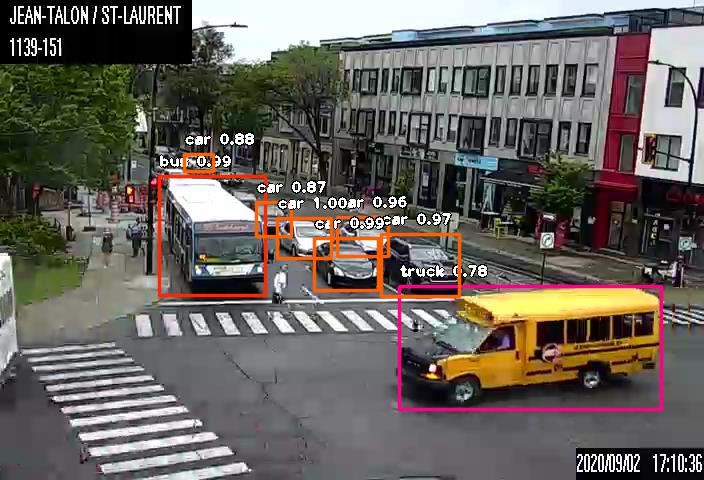 JEAN-TALON / ST-LAURENT
1139-151
car 0.88
bus 0.99
car 0.87
car 1.00
car 0.96
car 0.99
car 0.97
truck 0.78
2020/09/02 17:10:36